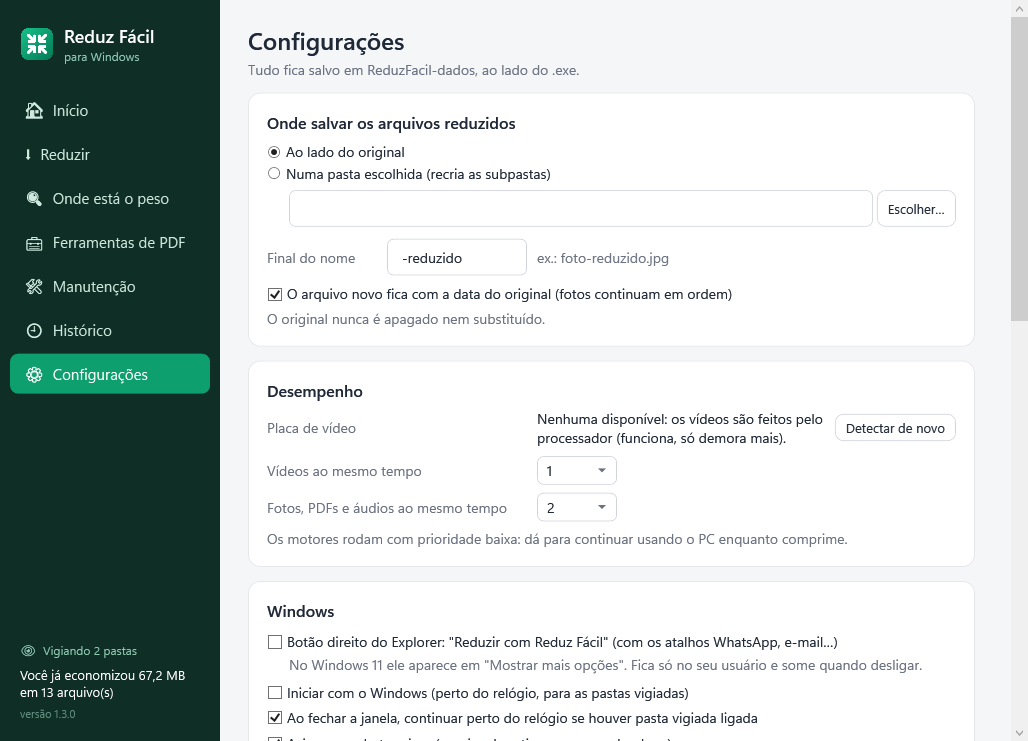 Reduz Fácil
para Windows
Início
Reduzir
Onde está o peso
Ferramentas de PDF
Manutenção
Histórico
Configurações
Vigiando 2 pastas
Você já economizou 67,2 MB
em 13 arquivo(s)
versão 1.3.0
Configurações
Tudo fica salvo em ReduzFacil-dados, ao lado do .exe.
Onde salvar os arquivos reduzidos
Ao lado do original
Numa pasta escolhida (recria as subpastas)
Escolher...
Final do nome -reduzido ex.: foto-reduzido.jpg
O arquivo novo fica com a data do original (fotos continuam em ordem)
O original nunca é apagado nem substituído.
Desempenho
Placa de vídeo
Nenhuma disponível: os vídeos são feitos pelo
processador (funciona, só demora mais).
Detectar de novo
Vídeos ao mesmo tempo 1
Fotos, PDFs e áudios ao mesmo tempo 2
Os motores rodam com prioridade baixa: dá para continuar usando o PC enquanto comprime.
Windows
Botão direito do Explorer: "Reduzir com Reduz Fácil" (com os atalhos WhatsApp, e-mail...)
No Windows 11 ele aparece em "Mostrar mais opções". Fica só no seu usuário e some quando desligar.
Iniciar com o Windows (perto do relógio, para as pastas vigiadas)
Ao fechar a janela, continuar perto do relógio se houver pasta vigiada ligada